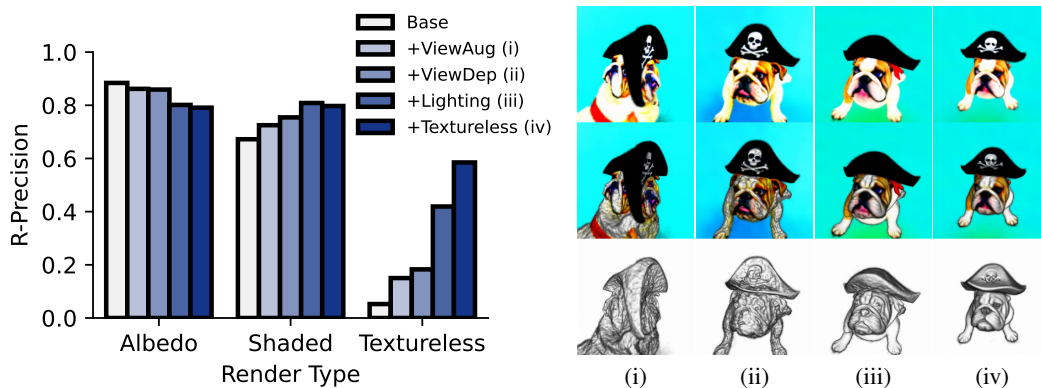 Base
+ViewAug (i)
+ViewDep (ii)
+Lighting (iii)
+Textureless (iv)
1.0
0.8
0.6
0.4
0.2
0.0
R-Precision
Albedo Shaded Textureless
Render Type
(i) (ii) (iii) (iv)